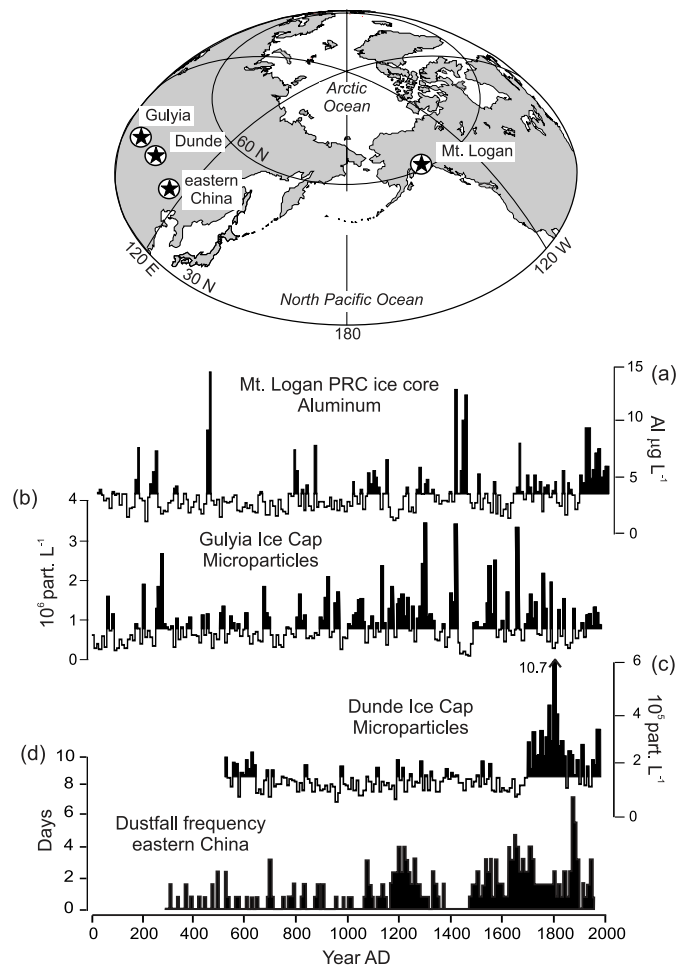 Arctic
Ocean
Gulyia
Dunde
60 N
Mt. Logan
eastern
China
120 E
30 N
120 W
North Pacific Ocean
180
(a)
Mt. Logan PRC ice core
Aluminum
15
10
5
0
Al µg L-1
(b)
Gulyia Ice Cap
Microparticles
4
3
2
1
0
10⁶ part. L-1
(c)
10.7
Dunde Ice Cap
Microparticles
6
4
2
0
10⁵ part. L-1
(d)
Dustfall frequency
eastern China
10
8
6
4
2
0
Days
0 200 400 600 800 1000 1200 1400 1600 1800 2000
Year AD